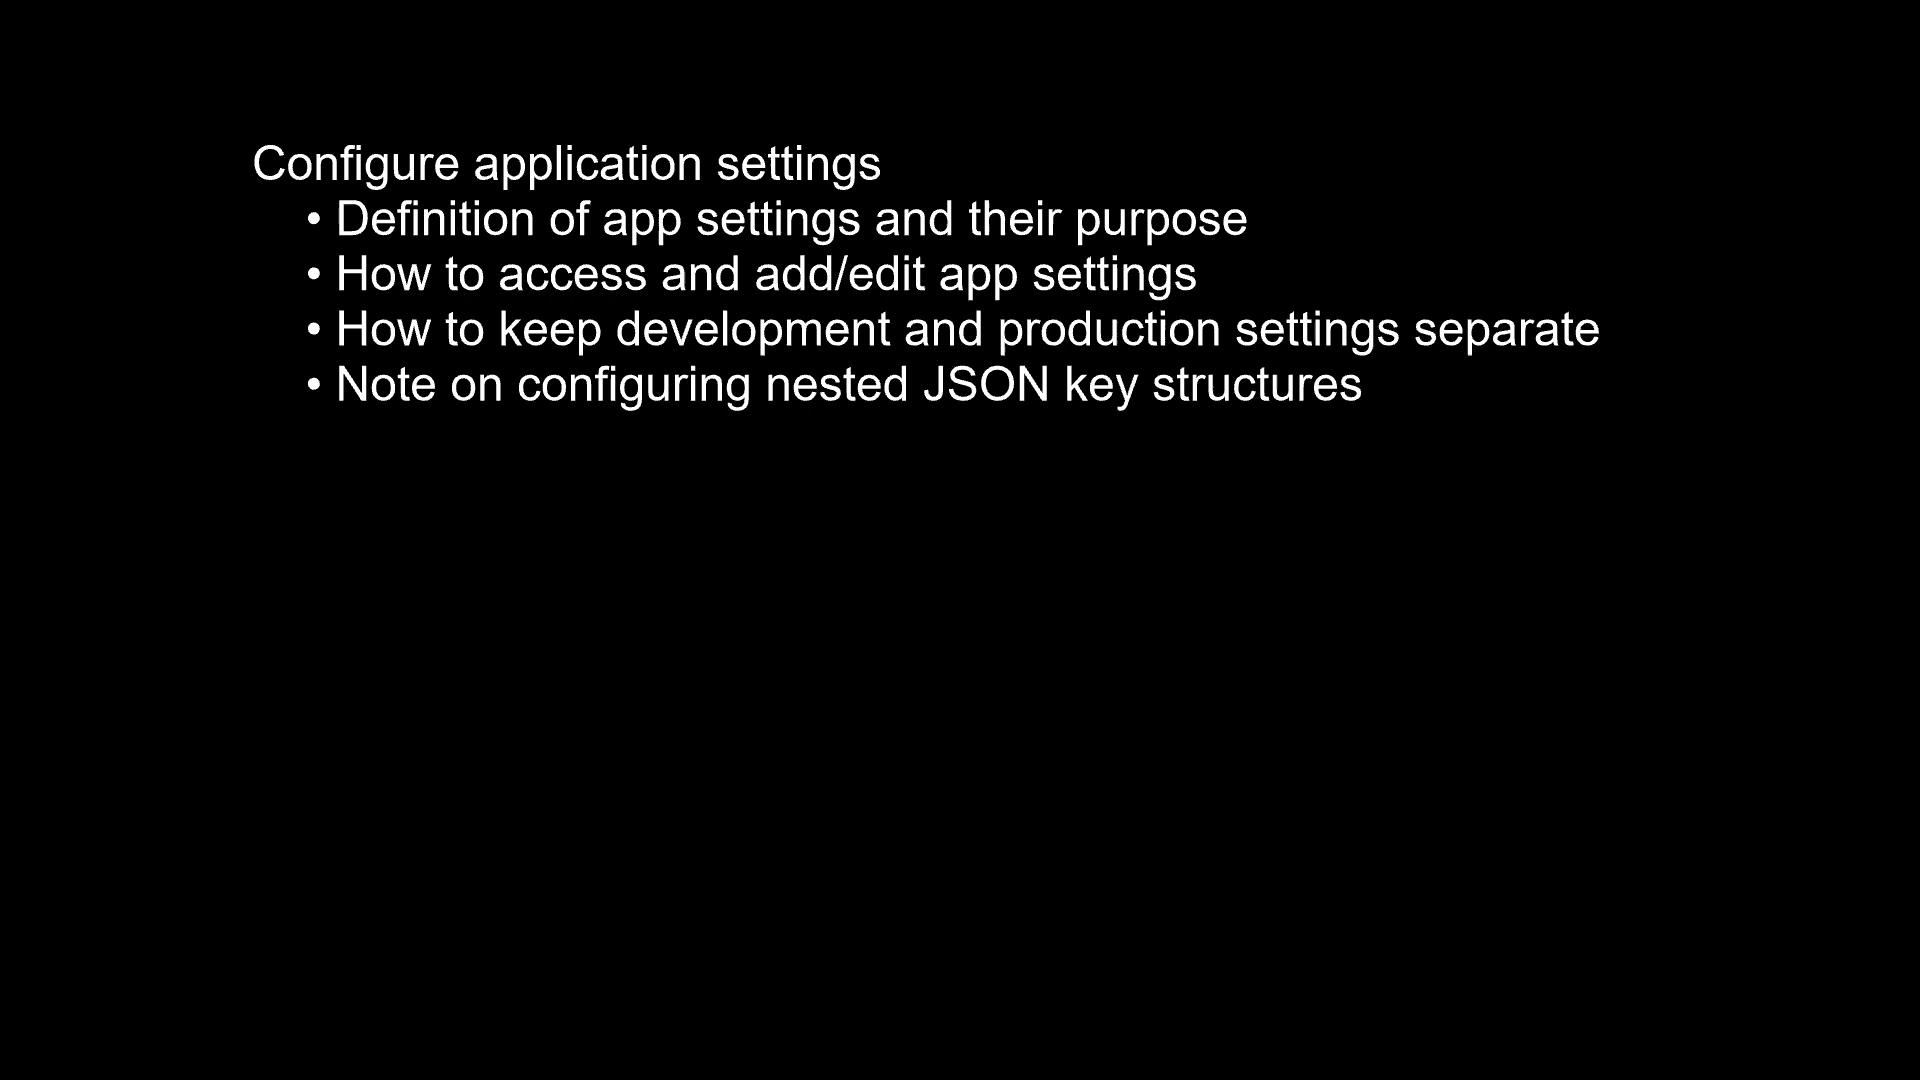 Configure application settings
• Definition of app settings and their purpose
• How to access and add/edit app settings
• How to keep development and production settings separate
• Note on configuring nested JSON key structures